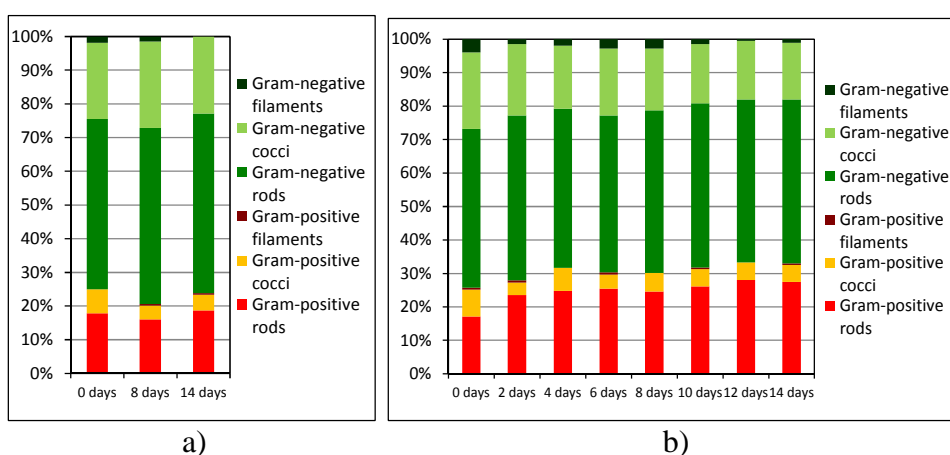 100%
90%
80%
70%
60%
50%
40%
30%
20%
10%
0%
0 days 8 days 14 days
Gram-negative
filaments
Gram-negative
cocci
Gram-negative
rods
Gram-positive
filaments
Gram-positive
cocci
Gram-positive
rods
a)
100%
90%
80%
70%
60%
50%
40%
30%
20%
10%
0%
0 days 2 days 4 days 6 days 8 days 10 days 12 days 14 days
Gram-negative
filaments
Gram-negative
cocci
Gram-negative
rods
Gram-positive
filaments
Gram-positive
cocci
Gram-positive
rods
b)